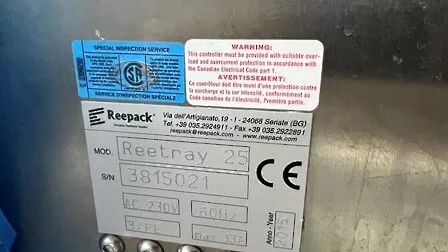 SPECIAL INSPECTION SERVICE
SERVICE D'INSPECTION SPÉCIALE
WARNING:
This controller must be provided with suitable over-
load and overcurrent protection in accordance with
the Canadian Electrical Code part 1.
AVERTISSEMENT:
Ce contrôleur doit être muni d'une protection contre
la surcharge et la sur intensité, conformément au
Code canadien de l'électricité, Première partie.
Reepack
Via dell'Artigianato,19 - I - 24068 Seriate (BG)
Tel. +39 035.2924911 - Fax +39 035.2922891
reepack@reepack.com - www.reepack.com
MOD. Reetray 25
S/N 3815021
CE
AC 230V 60Hz
Anno - Year 2015